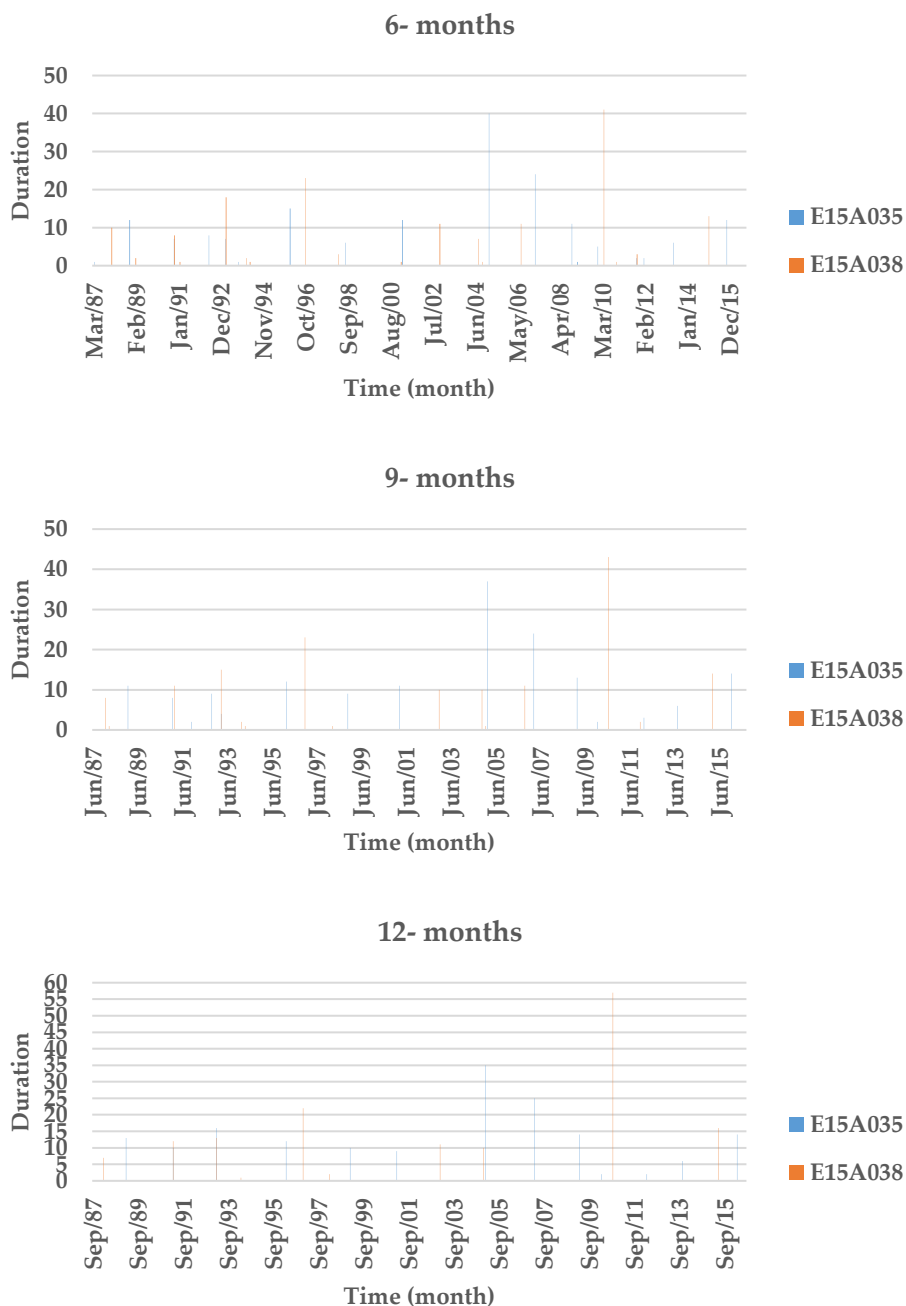 6- months
50
40
30
20
10
0
Duration
Mar/87
Feb/89
Jan/91
Dec/92
Nov/94
Oct/96
Sep/98
Aug/00
Jul/02
Jun/04
May/06
Apr/08
Mar/10
Feb/12
Jan/14
Dec/15
Time (month)
E15A035
E15A038
9- months
50
40
30
20
10
0
Duration
Jun/87
Jun/89
Jun/91
Jun/93
Jun/95
Jun/97
Jun/99
Jun/01
Jun/03
Jun/05
Jun/07
Jun/09
Jun/11
Jun/13
Jun/15
Time (month)
E15A035
E15A038
12- months
60
55
50
45
40
35
30
25
20
15
10
5
0
Duration
Sep/87
Sep/89
Sep/91
Sep/93
Sep/95
Sep/97
Sep/99
Sep/01
Sep/03
Sep/05
Sep/07
Sep/09
Sep/11
Sep/13
Sep/15
Time (month)
E15A035
E15A038